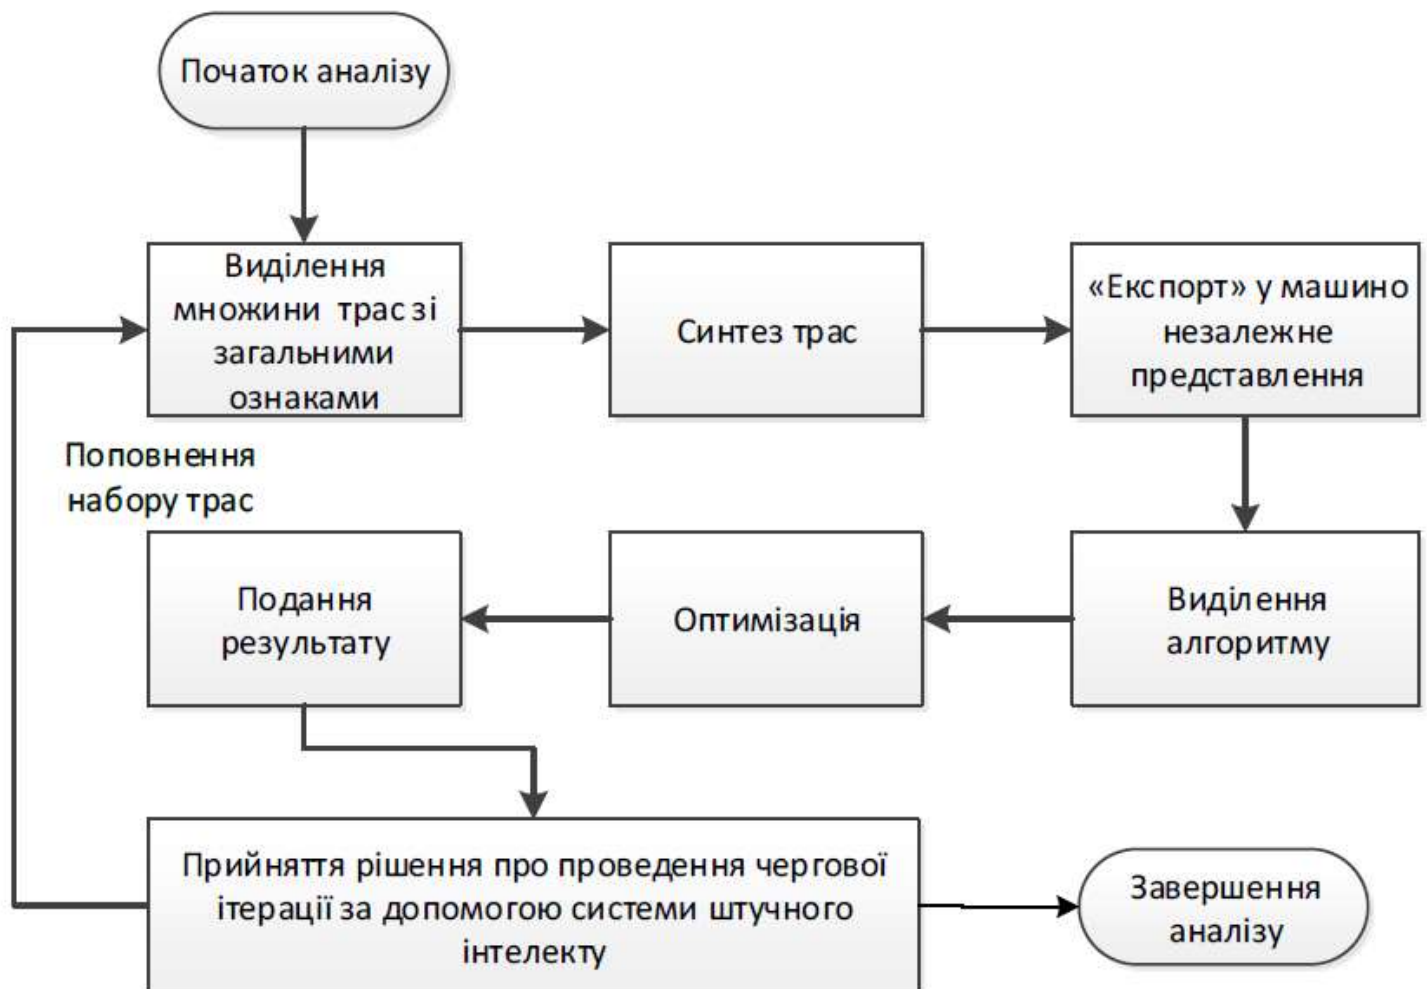 Початок аналізу
Виділення
множини трас зі
загальними
ознаками
Синтез трас
«Експорт» у машино
незалежне
представлення
Поповнення
набору трас
Подання
результату
Оптимізація
Виділення
алгоритму
Прийняття рішення про проведення чергової
ітерації за допомогою системи штучного
інтелекту
Завершення
аналізу